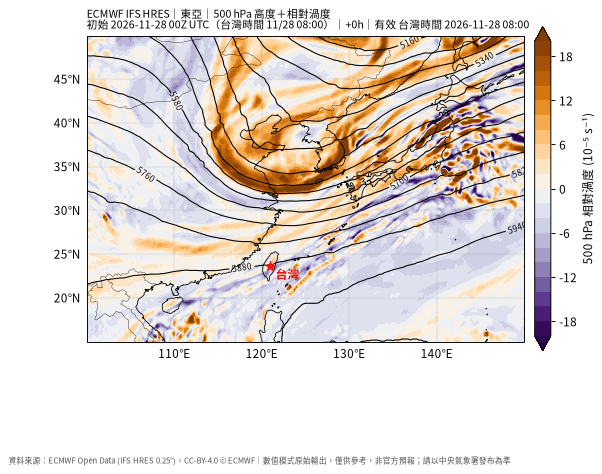 ECMWF IFS HRES｜東亞｜500 hPa 高度＋相對渦度
初始 2026-11-28 00Z UTC（台灣時間 11/28 08:00）｜+0h｜有效 台灣時間 2026-11-28 08:00
5160
5340
5580
5760
5760
582
5880
5940
台灣
45°N
40°N
35°N
30°N
25°N
20°N
110°E
120°E
130°E
140°E
18
12
6
0
-6
-12
-18
500 hPa 相對渦度 (10⁻⁵ s⁻¹)
資料來源：ECMWF Open Data (IFS HRES 0.25°)，CC-BY-4.0 © ECMWF｜數值模式原始輸出，僅供參考，非官方預報；請以中央氣象署發布為準